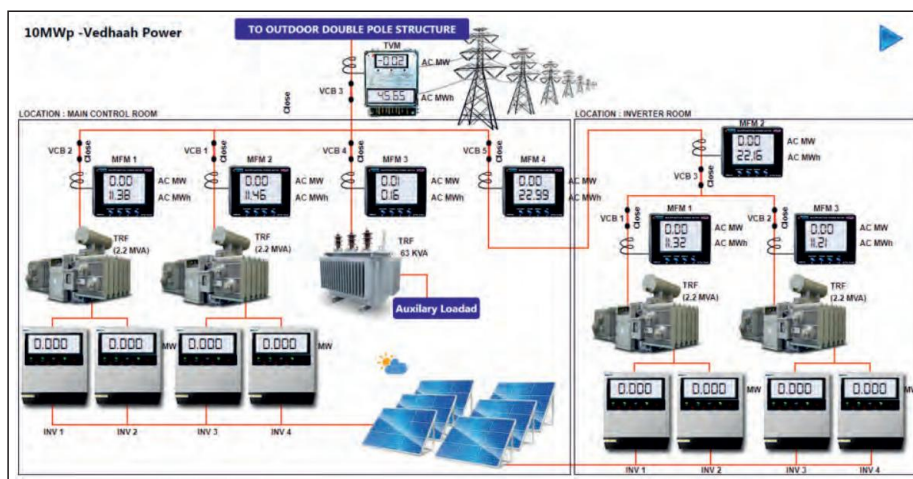 10MWp -Vedhaah Power
TO OUTDOOR DOUBLE POLE STRUCTURE
TVM
-0.02 AC MW
45.65 AC MWh
VCB 3
Close
LOCATION : MAIN CONTROL ROOM
VCB 2
Close
MFM 1
0.00 AC MW
11.38 AC MWh
VCB 1
Close
MFM 2
0.00 AC MW
11.46 AC MWh
VCB 4
Close
MFM 3
0.01 AC MW
0.16 AC MWh
VCB 5
Close
MFM 4
0.00 AC MW
22.99 AC MWh
TRF
(2.2 MVA)
TRF
(2.2 MVA)
TRF
63 KVA
Auxilary Loadad
0.000
0.000 MW
0.000
0.000 MW
INV 1
INV 2
INV 3
INV 4
LOCATION : INVERTER ROOM
MFM 2
0.00 AC MW
22.16 AC MWh
VCB 3
Close
VCB 1
Close
MFM 1
0.00 AC MW
11.32 AC MWh
VCB 2
Close
MFM 3
0.00 AC MW
11.21 AC MWh
TRF
(2.2 MVA)
TRF
(2.2 MVA)
0.000
0.000 MW
0.000
0.000
INV 1
INV 2
INV 3
INV 4